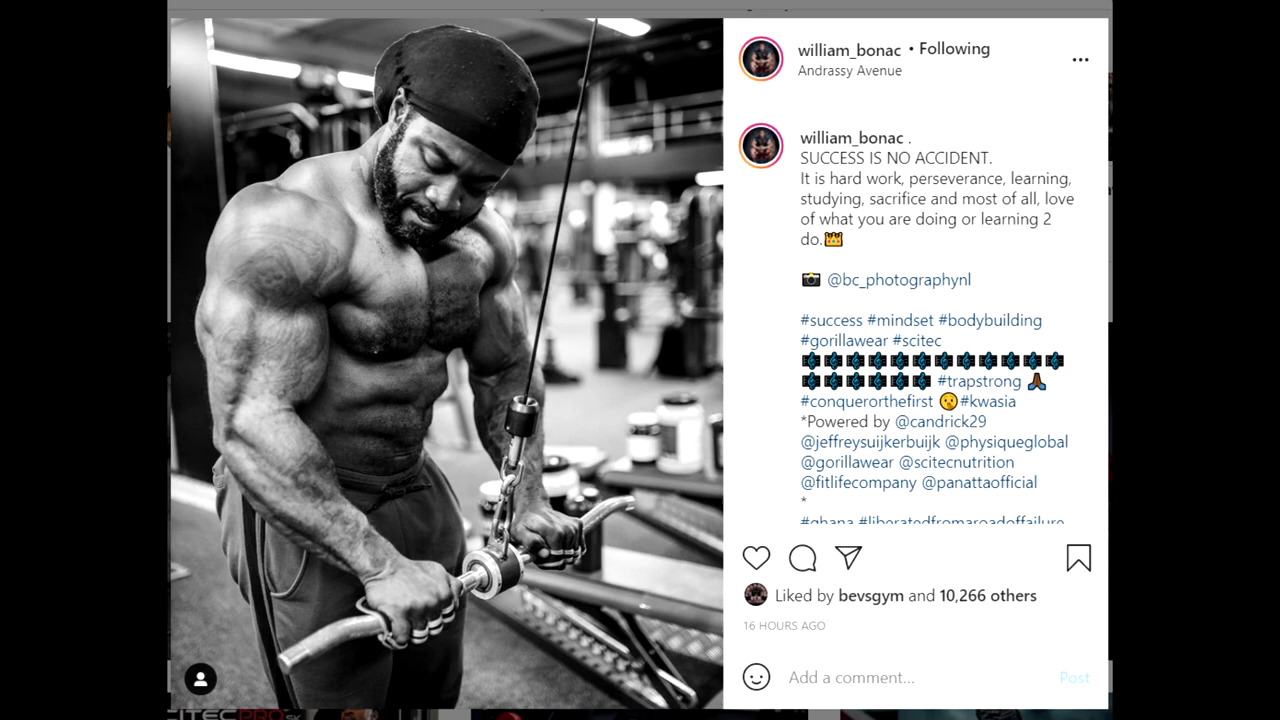 william_bonac • Following
Andrassy Avenue
william_bonac .
SUCCESS IS NO ACCIDENT.
It is hard work, perseverance, learning,
studying, sacrifice and most of all, love
of what you are doing or learning 2
do.👑
📸 @bc_photographynl
#success #mindset #bodybuilding
#gorillawear #scitec
🎼🎼🎼🎼🎼🎼🎼🎼🎼🎼🎼🎼
🎼🎼🎼🎼🎼🎼 #trapstrong 🙏🏾
#conquerorthefirst 🤫#kwasia
*Powered by @candrick29
@jeffreysuijkerbuijk @physiqueglobal
@gorillawear @scitecnutrition
@fitlifecompany @panattaofficial
*
#ghana #liberatedfromaroadoffailure
Liked by bevsgym and 10,266 others
16 HOURS AGO
Add a comment... Post
CITECPRO